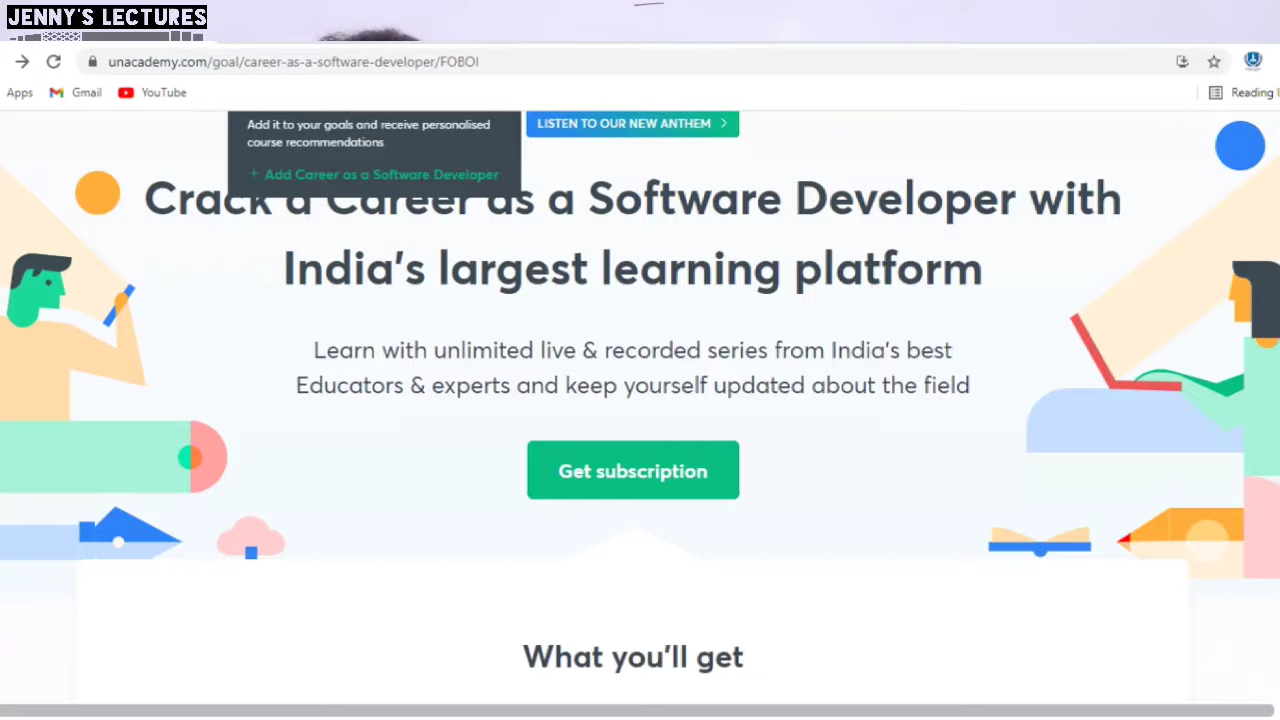 JENNY'S LECTURES
unacademy.com/goal/career-as-a-software-developer/FOBOI
Apps
Gmail
YouTube
Reading
Add it to your goals and receive personalised
course recommendations
+ Add Career as a Software Developer
LISTEN TO OUR NEW ANTHEM
Crack a Career as a Software Developer with
India's largest learning platform
Learn with unlimited live & recorded series from India's best
Educators & experts and keep yourself updated about the field
Get subscription
What you'll get